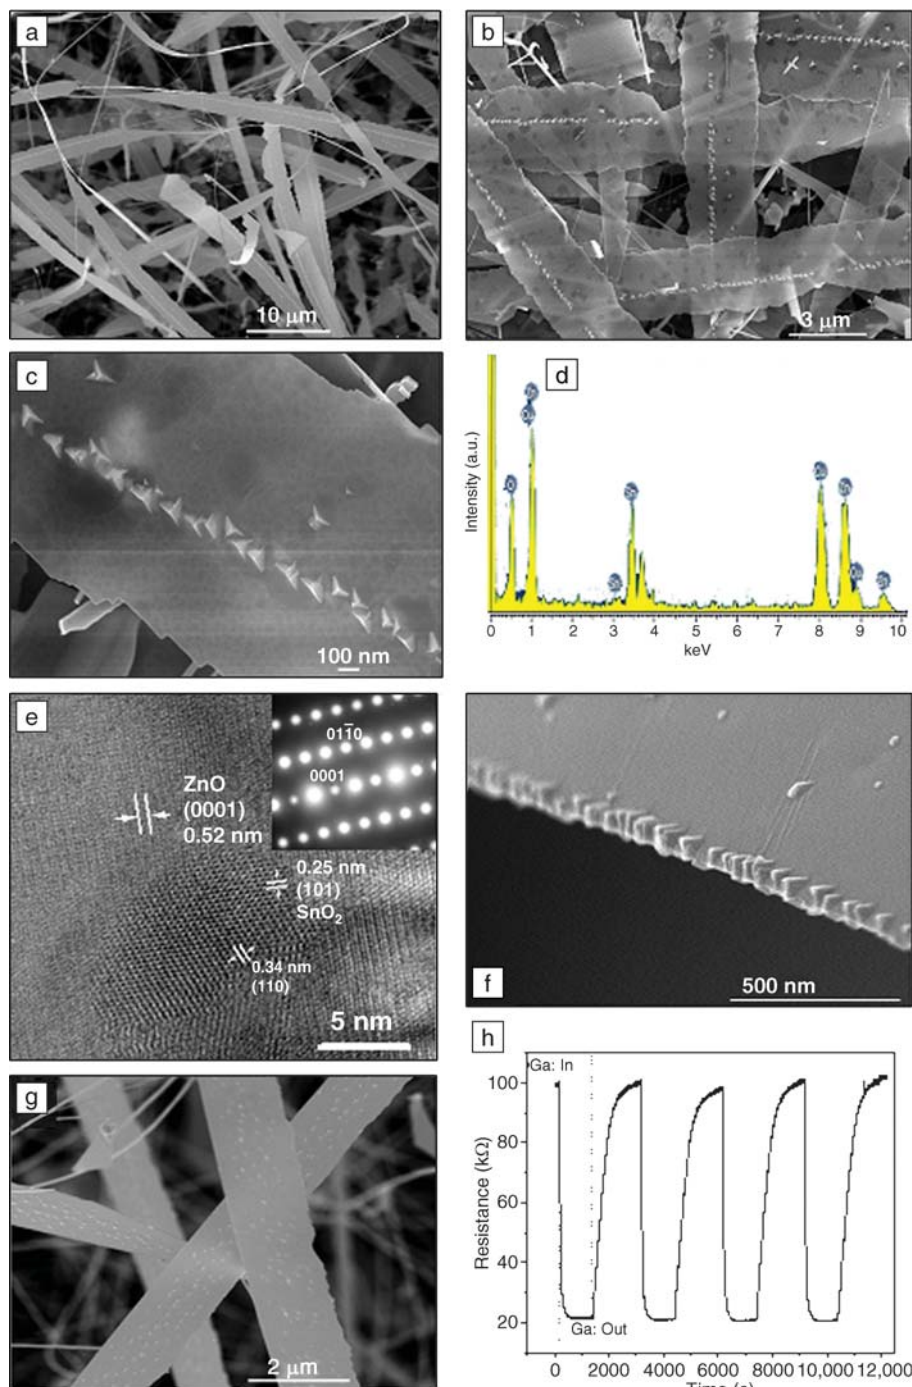 a
10 μm
b
3 μm
c
100 nm
d
Intensity (a.u.)
0
1
2
3
4
5
6
7
8
9
10
keV
e
ZnO
(0001)
0.52 nm
011̅0
0001
0.25 nm
(101)
SnO₂
0.34 nm
(110)
5 nm
f
500 nm
g
2 μm
h
Ga: In
Ga: Out
Resistance (kΩ)
100
80
60
40
20
0
2000
4000
6000
8000
10,000
12,000